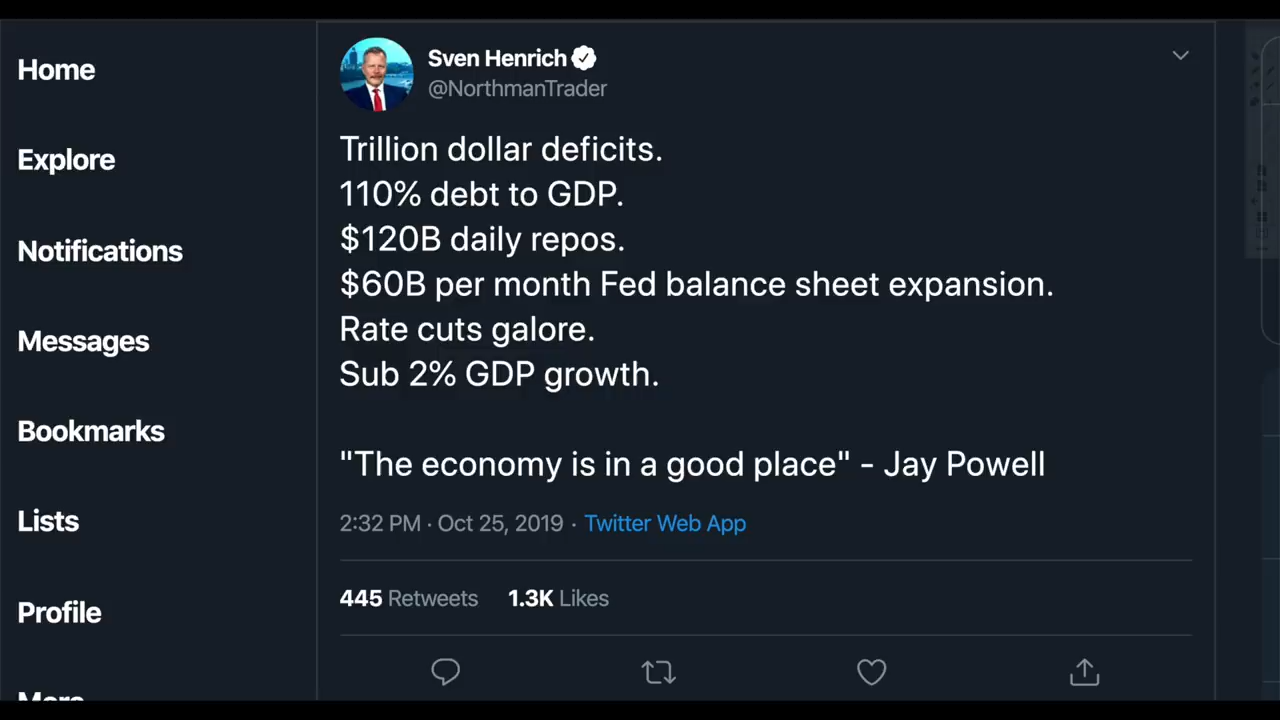 Home
Explore
Notifications
Messages
Bookmarks
Lists
Profile
More
Sven Henrich
@NorthmanTrader
Trillion dollar deficits.
110% debt to GDP.
$120B daily repos.
$60B per month Fed balance sheet expansion.
Rate cuts galore.
Sub 2% GDP growth.
"The economy is in a good place" - Jay Powell
2:32 PM · Oct 25, 2019 · Twitter Web App
445 Retweets 1.3K Likes